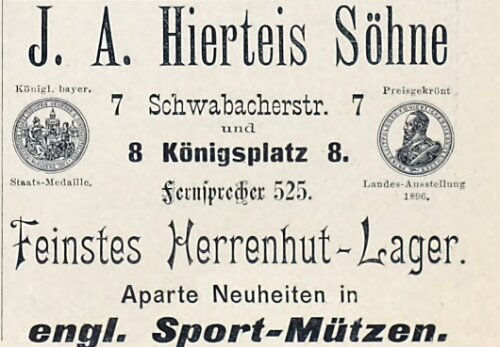 J. A. Hierteis Söhne
Königl. bayer.
Staats-Medaille.
7 Schwabacherstr. 7
und
8 Königsplatz 8.
Fernsprecher 525.
Preisgekrönt
Landes-Ausstellung
1896.
Feinstes Herrenhut-Lager.
Aparte Neuheiten in
engl. Sport-Mützen.